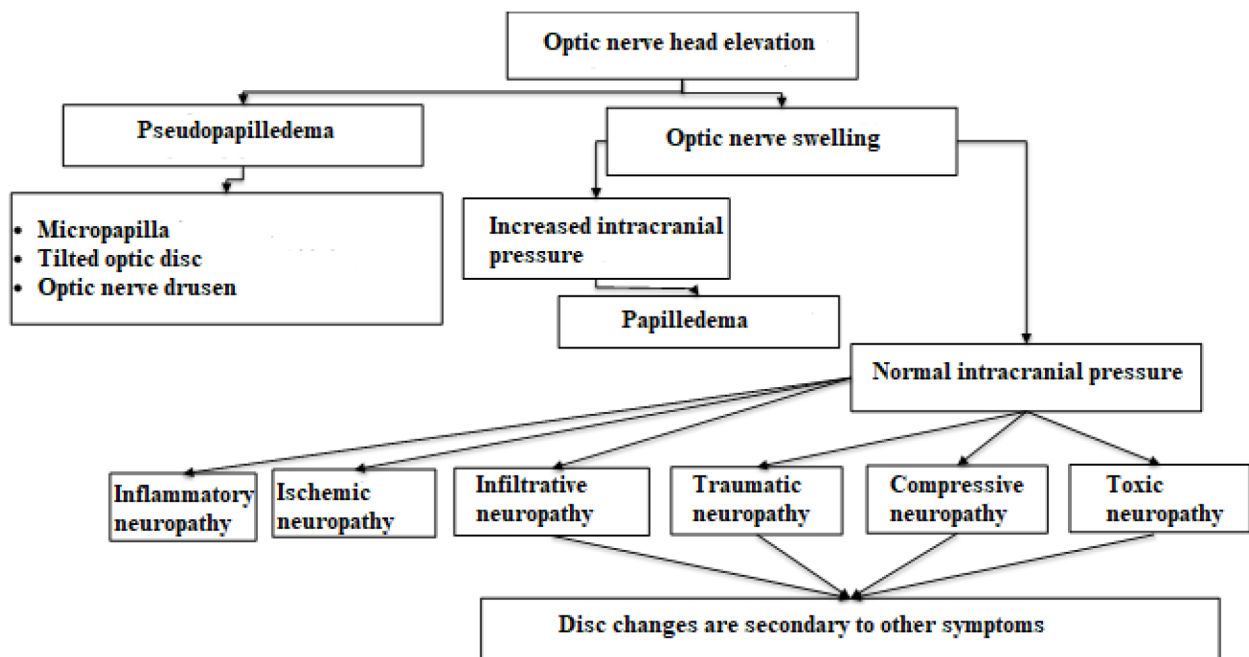 Optic nerve head elevation
Pseudopapilledema
Optic nerve swelling
• Micropapilla
• Tilted optic disc
• Optic nerve drusen
Increased intracranial
pressure
Papilledema
Normal intracranial pressure
Inflammatory
neuropathy
Ischemic
neuropathy
Infiltrative
neuropathy
Traumatic
neuropathy
Compressive
neuropathy
Toxic
neuropathy
Disc changes are secondary to other symptoms